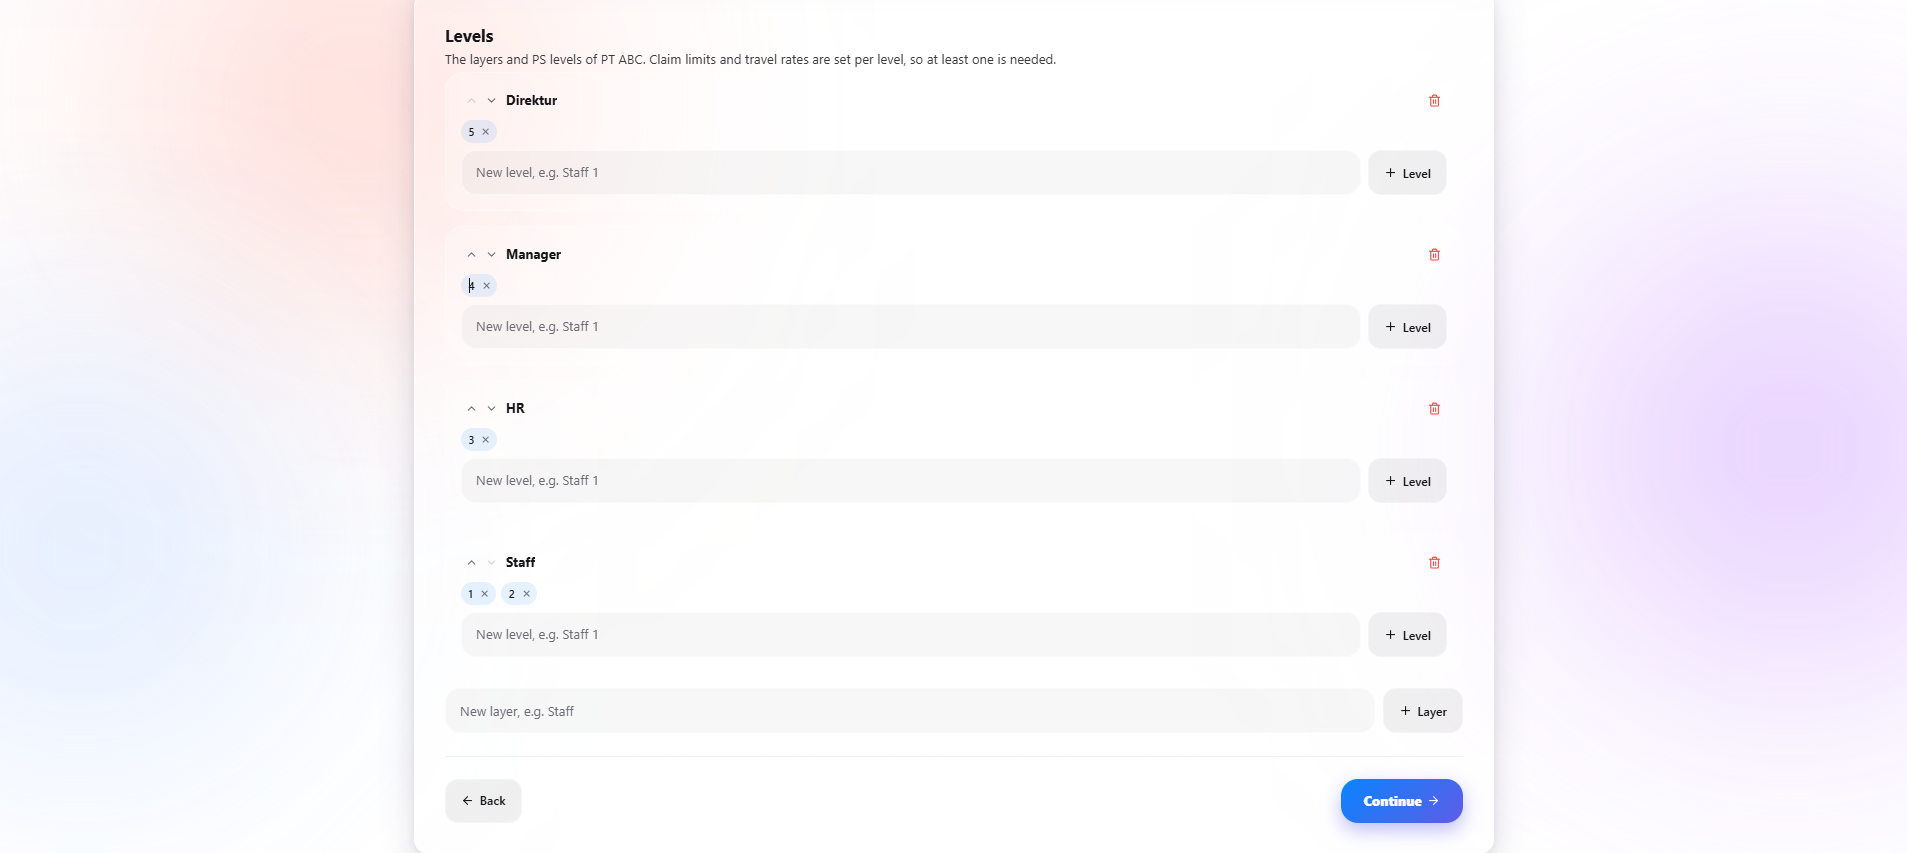 Levels
The layers and PS levels of PT ABC. Claim limits and travel rates are set per level, so at least one is needed.
Direktur
5 ×
New level, e.g. Staff 1
+ Level
Manager
4 ×
New level, e.g. Staff 1
+ Level
HR
3 ×
New level, e.g. Staff 1
+ Level
Staff
1 × 2 ×
New level, e.g. Staff 1
+ Level
New layer, e.g. Staff
+ Layer
← Back
Continue →